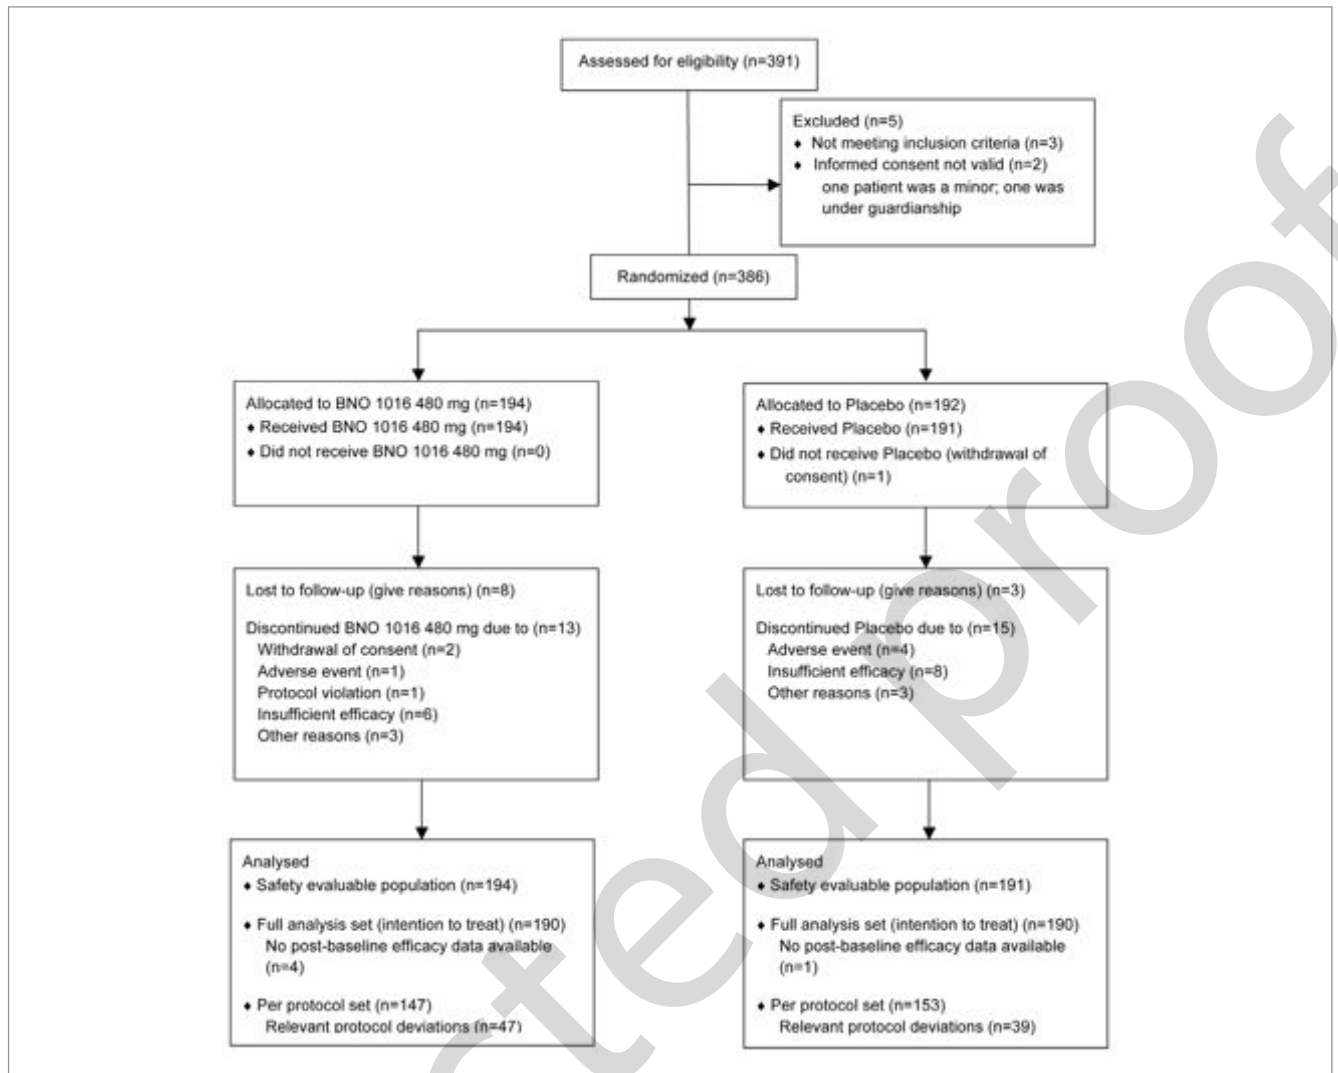 Assessed for eligibility (n=391)
Excluded (n=5)
♦ Not meeting inclusion criteria (n=3)
♦ Informed consent not valid (n=2)
one patient was a minor; one was
under guardianship
Randomized (n=386)
Allocated to BNO 1016 480 mg (n=194)
♦ Received BNO 1016 480 mg (n=194)
♦ Did not receive BNO 1016 480 mg (n=0)
Allocated to Placebo (n=192)
♦ Received Placebo (n=191)
♦ Did not receive Placebo (withdrawal of
consent) (n=1)
Lost to follow-up (give reasons) (n=8)
Discontinued BNO 1016 480 mg due to (n=13)
Withdrawal of consent (n=2)
Adverse event (n=1)
Protocol violation (n=1)
Insufficient efficacy (n=6)
Other reasons (n=3)
Lost to follow-up (give reasons) (n=3)
Discontinued Placebo due to (n=15)
Adverse event (n=4)
Insufficient efficacy (n=8)
Other reasons (n=3)
Analysed
♦ Safety evaluable population (n=194)
♦ Full analysis set (intention to treat) (n=190)
No post-baseline efficacy data available
(n=4)
♦ Per protocol set (n=147)
Relevant protocol deviations (n=47)
Analysed
♦ Safety evaluable population (n=191)
♦ Full analysis set (intention to treat) (n=190)
No post-baseline efficacy data available
(n=1)
♦ Per protocol set (n=153)
Relevant protocol deviations (n=39)
cted proof